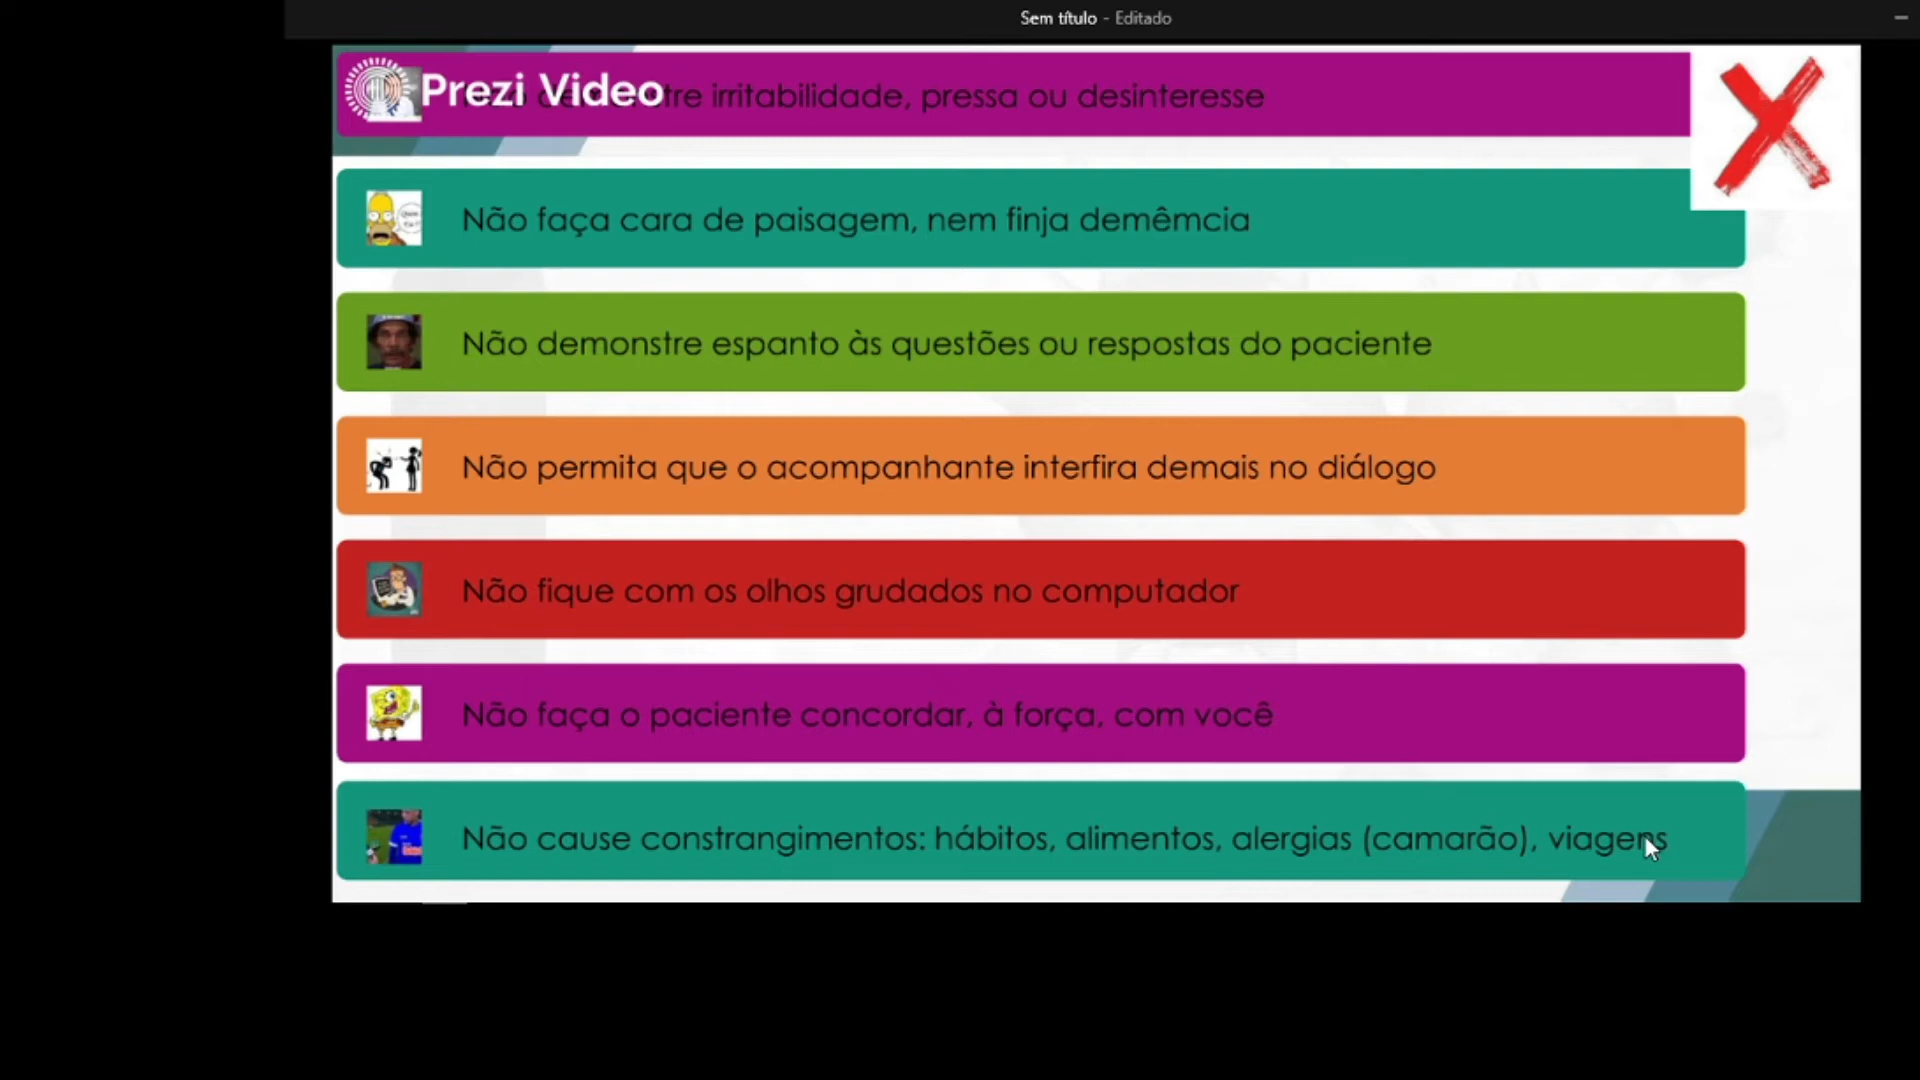 Sem título - Editado
Prezi Video
irritabilidade, pressa ou desinteresse
Não faça cara de paisagem, nem finja demêmcia
Não demonstre espanto às questões ou respostas do paciente
Não permita que o acompanhante interfira demais no diálogo
Não fique com os olhos grudados no computador
Não faça o paciente concordar, à força, com você
Não cause constrangimentos: hábitos, alimentos, alergias (camarão), viagens